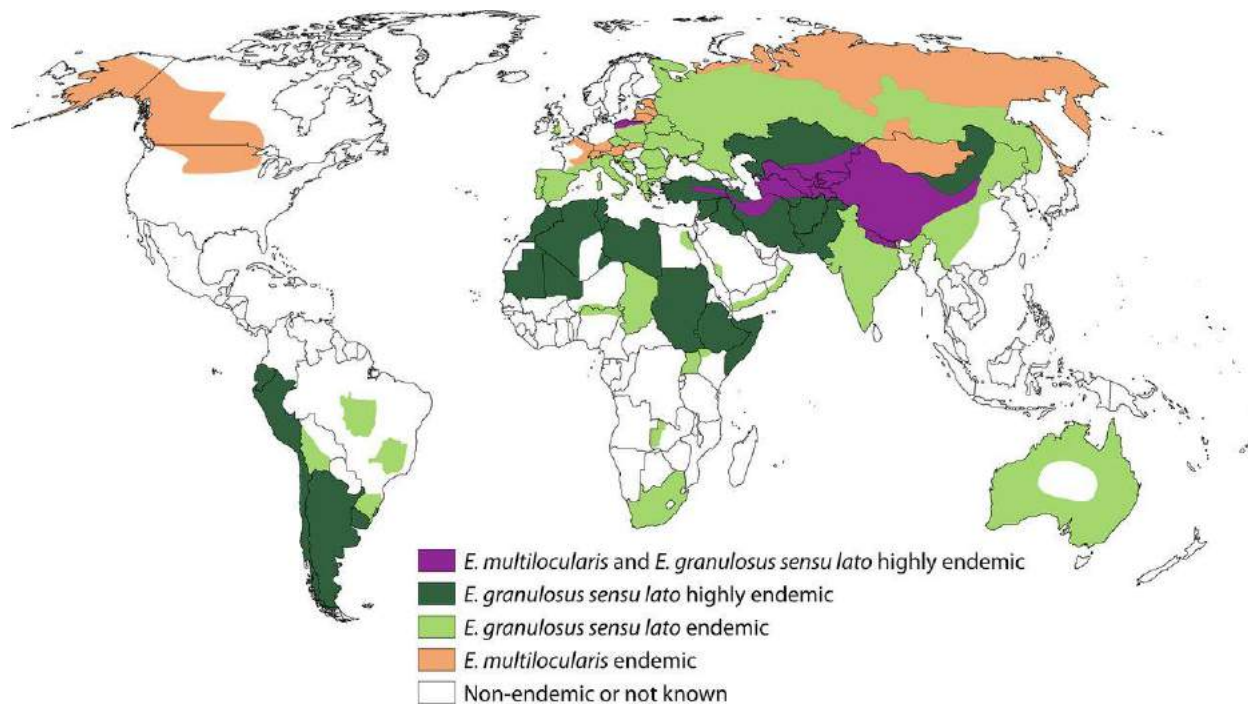 E. multilocularis and E. granulosus sensu lato highly endemic
E. granulosus sensu lato highly endemic
E. granulosus sensu lato endemic
E. multilocularis endemic
Non-endemic or not known